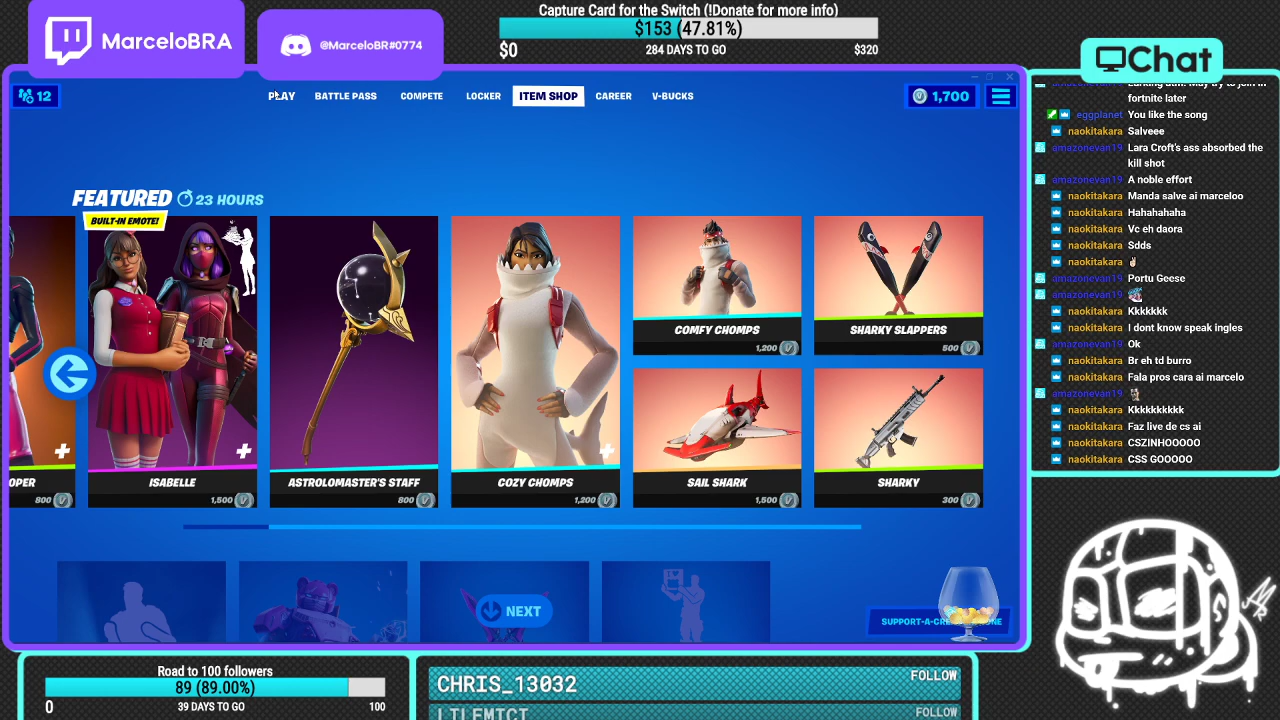 MarceloBRA
@MarceloBR#0774
Capture Card for the Switch (!Donate for more info)
$153 (47.81%)
$0
284 DAYS TO GO
$320
Chat
12
PLAY
BATTLE PASS
COMPETE
LOCKER
ITEM SHOP
CAREER
V-BUCKS
1,700
FEATURED
23 HOURS
BUILT-IN EMOTE!
OPER
800
ISABELLE
1,500
ASTROLOMASTER'S STAFF
800
COZY CHOMPS
1,200
COMFY CHOMPS
1,200
SHARKY SLAPPERS
500
SAIL SHARK
1,500
SHARKY
300
NEXT
SUPPORT-A-CRE
fortnite later
eggplanet You like the song
naokitakara Salveee
amazonevan19 Lara Croft's ass absorbed the
kill shot
amazonevan19 A noble effort
naokitakara Manda salve ai marceloo
naokitakara Hahahahaha
naokitakara Vc eh daora
naokitakara Sdds
naokitakara ✌🏻
amazonevan19 Portu Geese
amazonevan19
naokitakara Kkkkkkk
naokitakara I dont know speak ingles
amazonevan19 Ok
naokitakara Br eh td burro
naokitakara Fala pros cara ai marcelo
amazonevan19
naokitakara Kkkkkkkkkk
naokitakara Faz live de cs ai
naokitakara CSZINHOOOOO
naokitakara CSS GOOOOO
Road to 100 followers
89 (89.00%)
0
39 DAYS TO GO
100
CHRIS_13032
FOLLOW
FOLLOW